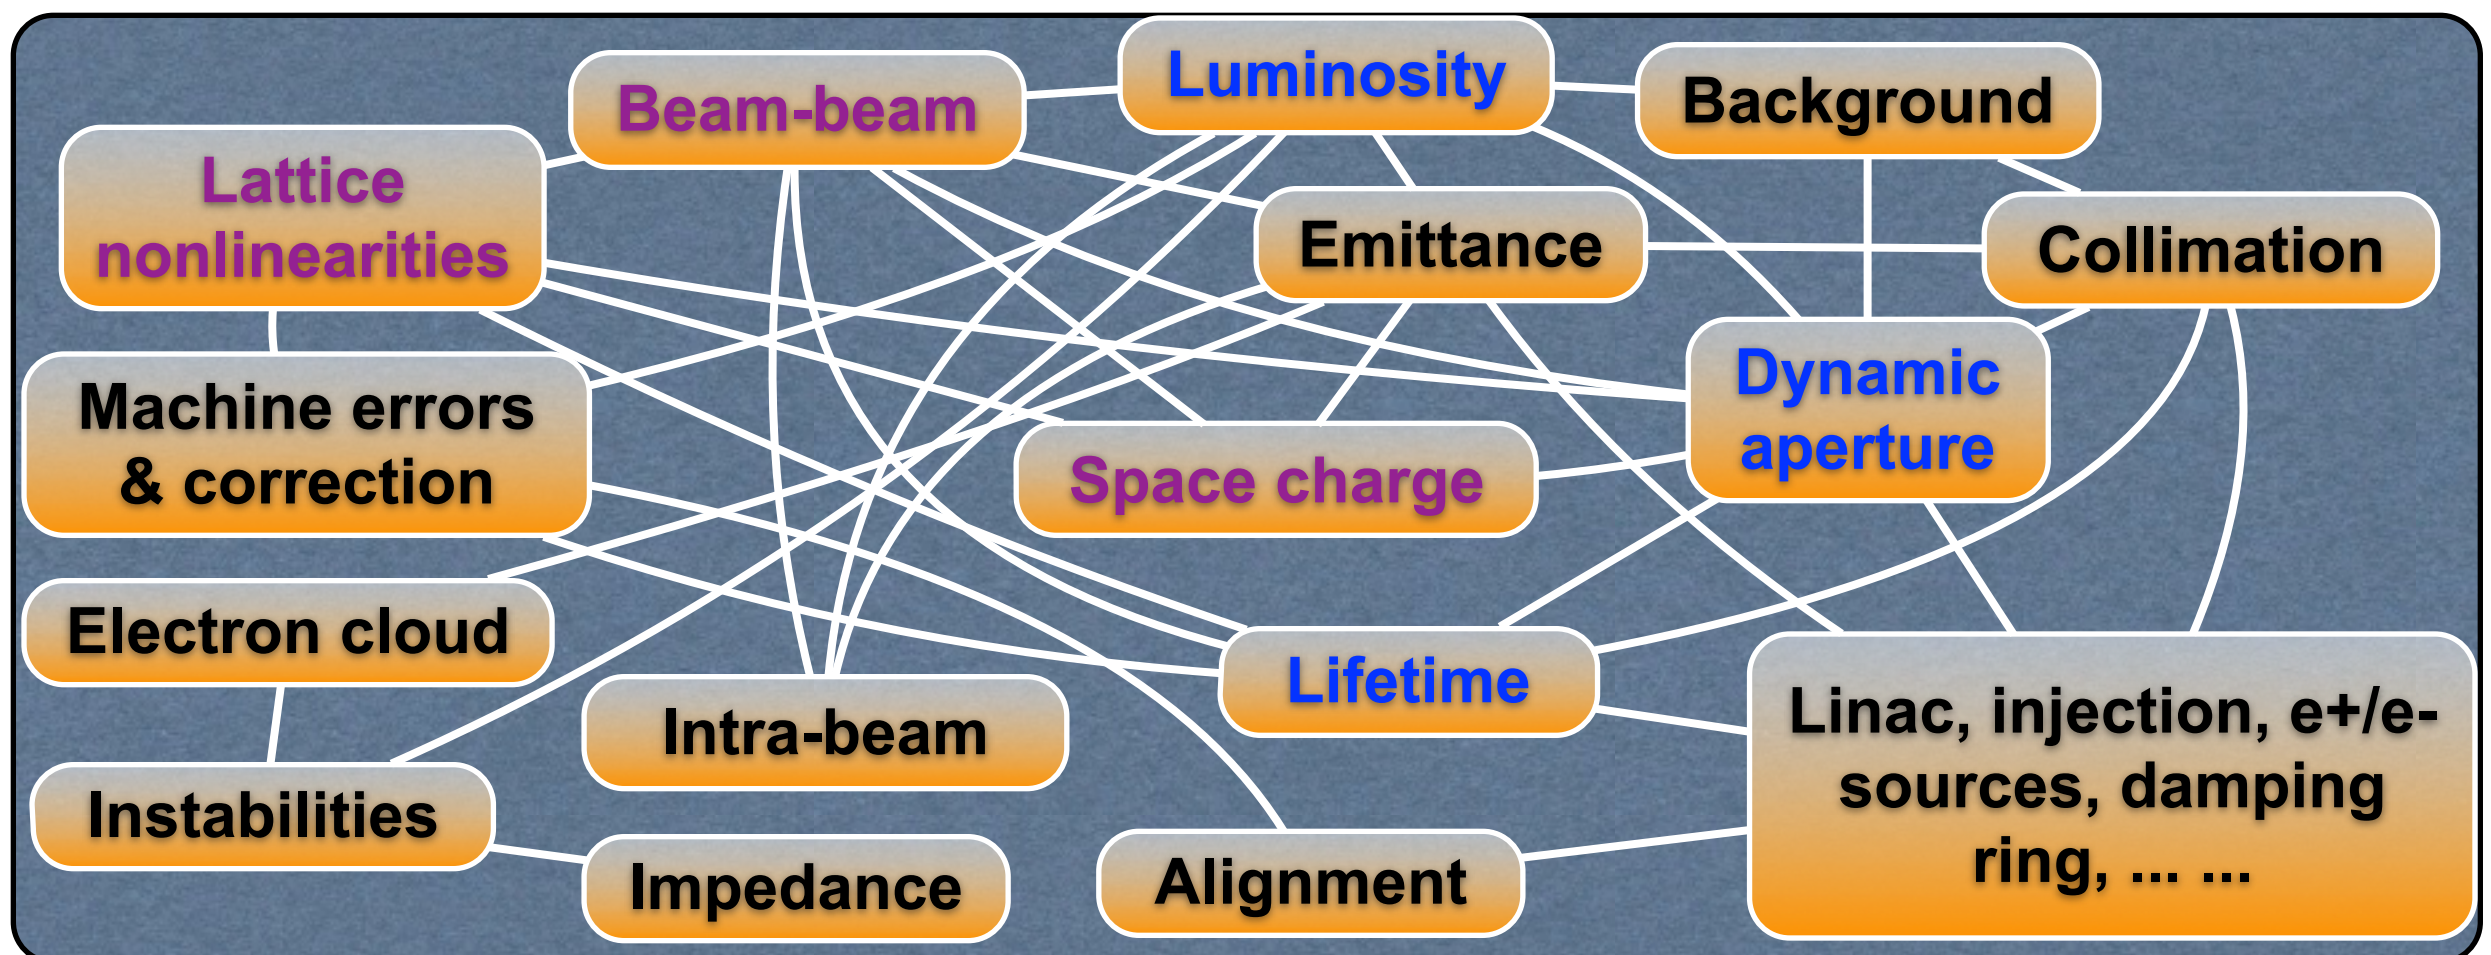 Luminosity
Beam-beam
Background
Lattice
nonlinearities
Emittance
Collimation
Machine errors
& correction
Dynamic
aperture
Space charge
Electron cloud
Lifetime
Intra-beam
Linac, injection, e+/e-
sources, damping
ring, ... ...
Instabilities
Impedance
Alignment